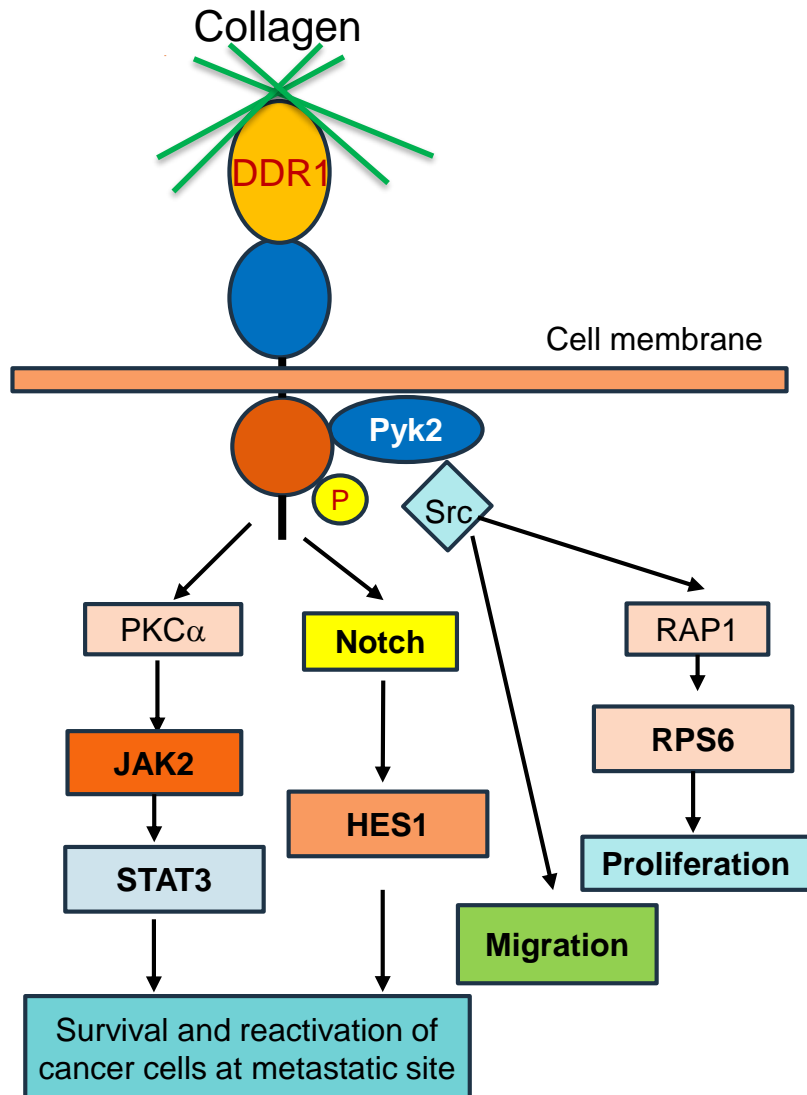 Collagen
DDR1
Cell membrane
Pyk2
P
Src
PKCα
Notch
RAP1
JAK2
RPS6
HES1
STAT3
Proliferation
Migration
Survival and reactivation of
cancer cells at metastatic site